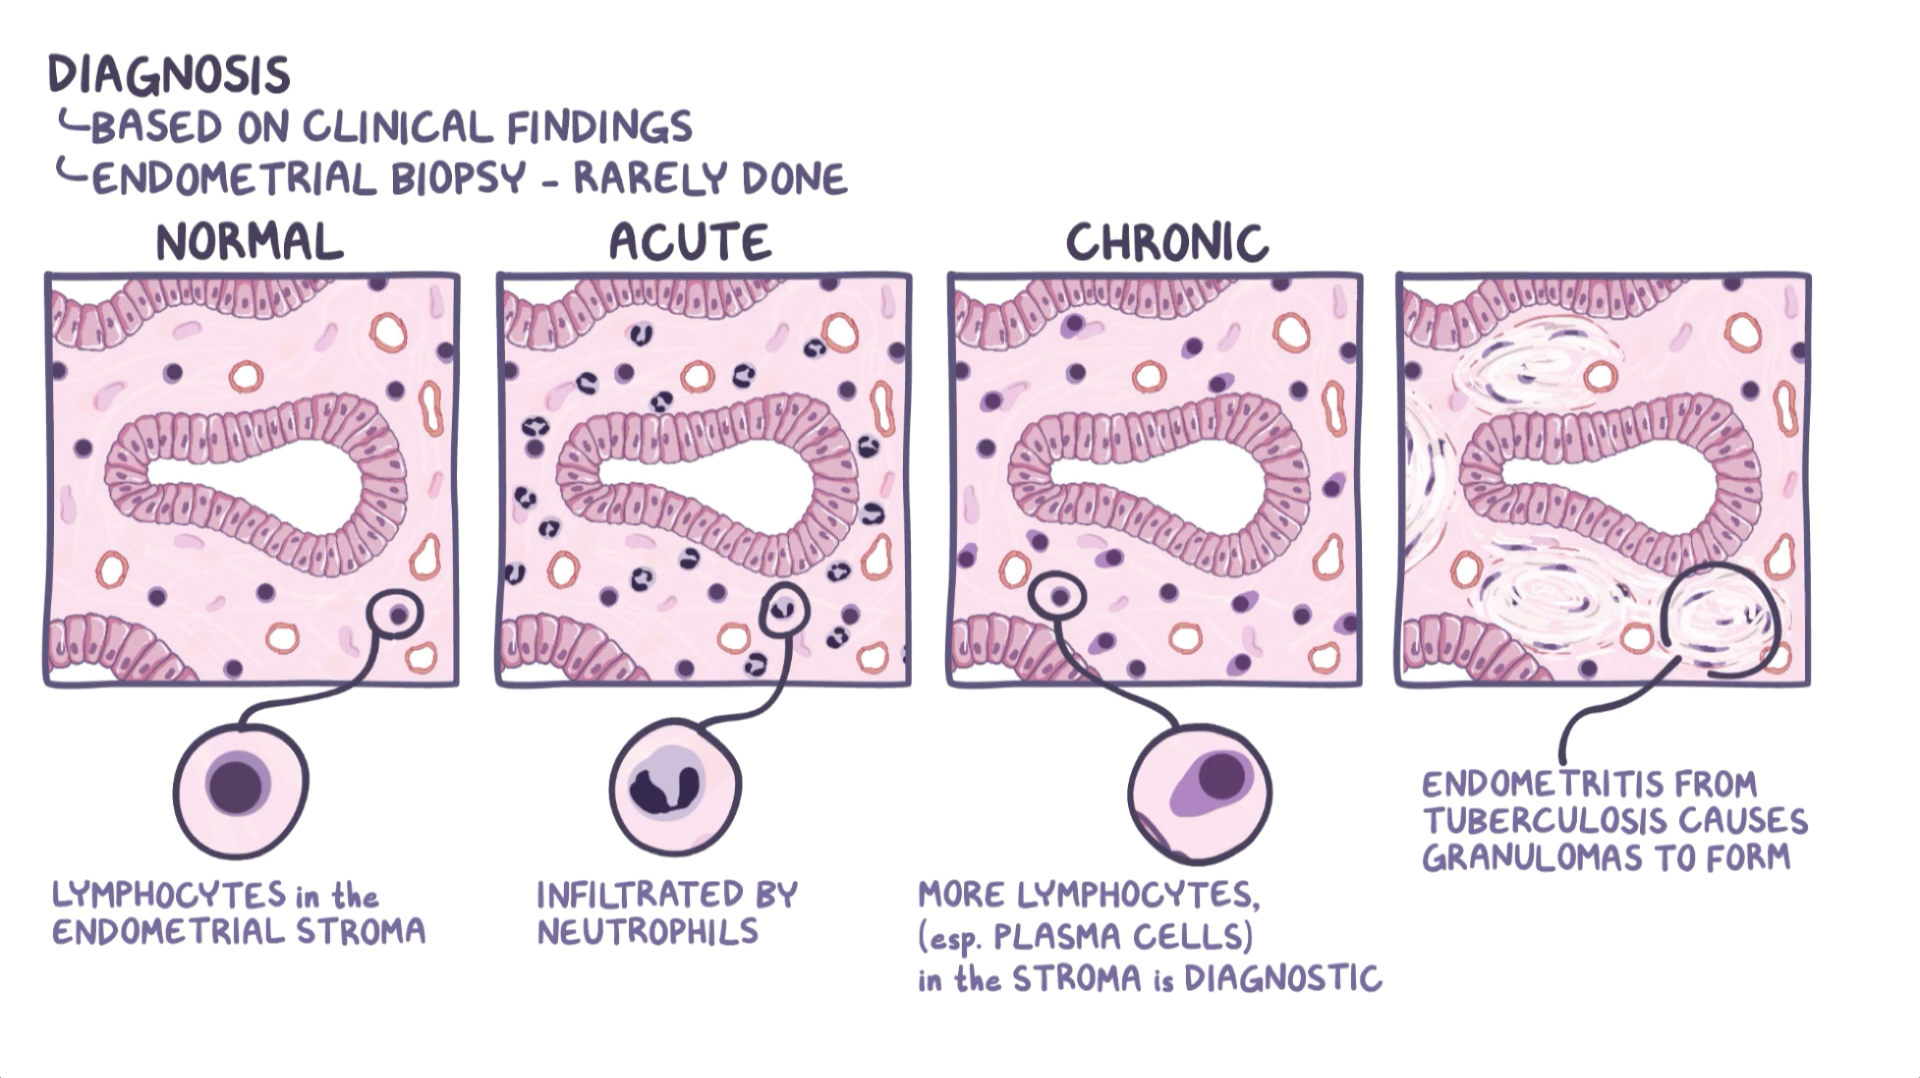 DIAGNOSIS
BASED ON CLINICAL FINDINGS
ENDOMETRIAL BIOPSY - RARELY DONE
NORMAL
ACUTE
CHRONIC
LYMPHOCYTES in the
ENDOMETRIAL STROMA
INFILTRATED BY
NEUTROPHILS
MORE LYMPHOCYTES,
(esp. PLASMA CELLS)
in the STROMA is DIAGNOSTIC
ENDOMETRITIS FROM
TUBERCULOSIS CAUSES
GRANULOMAS TO FORM